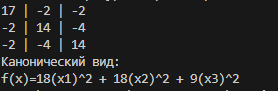 17 | -2 | -2
-2 | 14 | -4
-2 | -4 | 14
Канонический вид:
f(x)=18(x1)^2 + 18(x2)^2 + 9(x3)^2